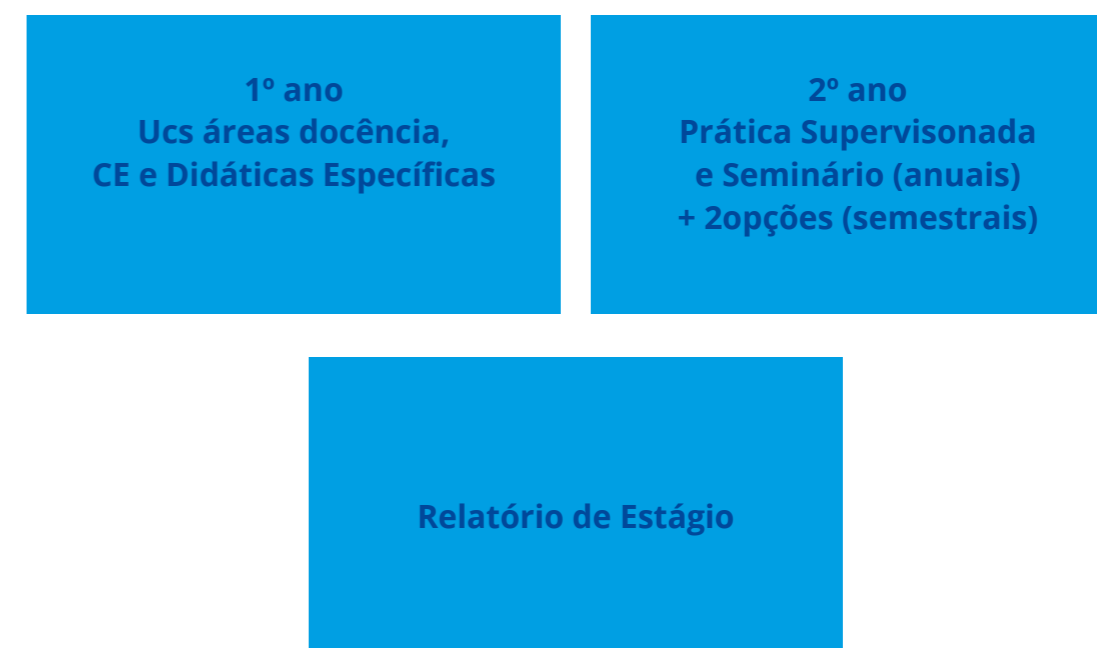 1º ano
Ucs áreas docência,
CE e Didáticas Específicas
2º ano
Prática Supervisonada
e Seminário (anuais)
+ 2opções (semestrais)
Relatório de Estágio